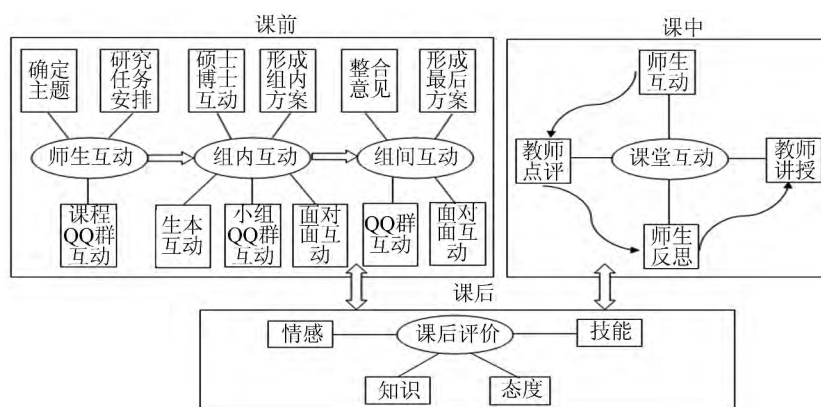 课前
课中
确定
主题
研究
任务
安排
硕士
博士
互动
形成
组内
方案
整合
意见
形成
最后
方案
师生互动
组内互动
组间互动
课程
QQ群
互动
生本
互动
小组
QQ群
互动
面对
面互
动
QQ群
互动
面对
面互
动
师生
互动
教师
点评
课堂互动
教师
讲授
师生
反思
课后
情感
课后评价
技能
知识
态度